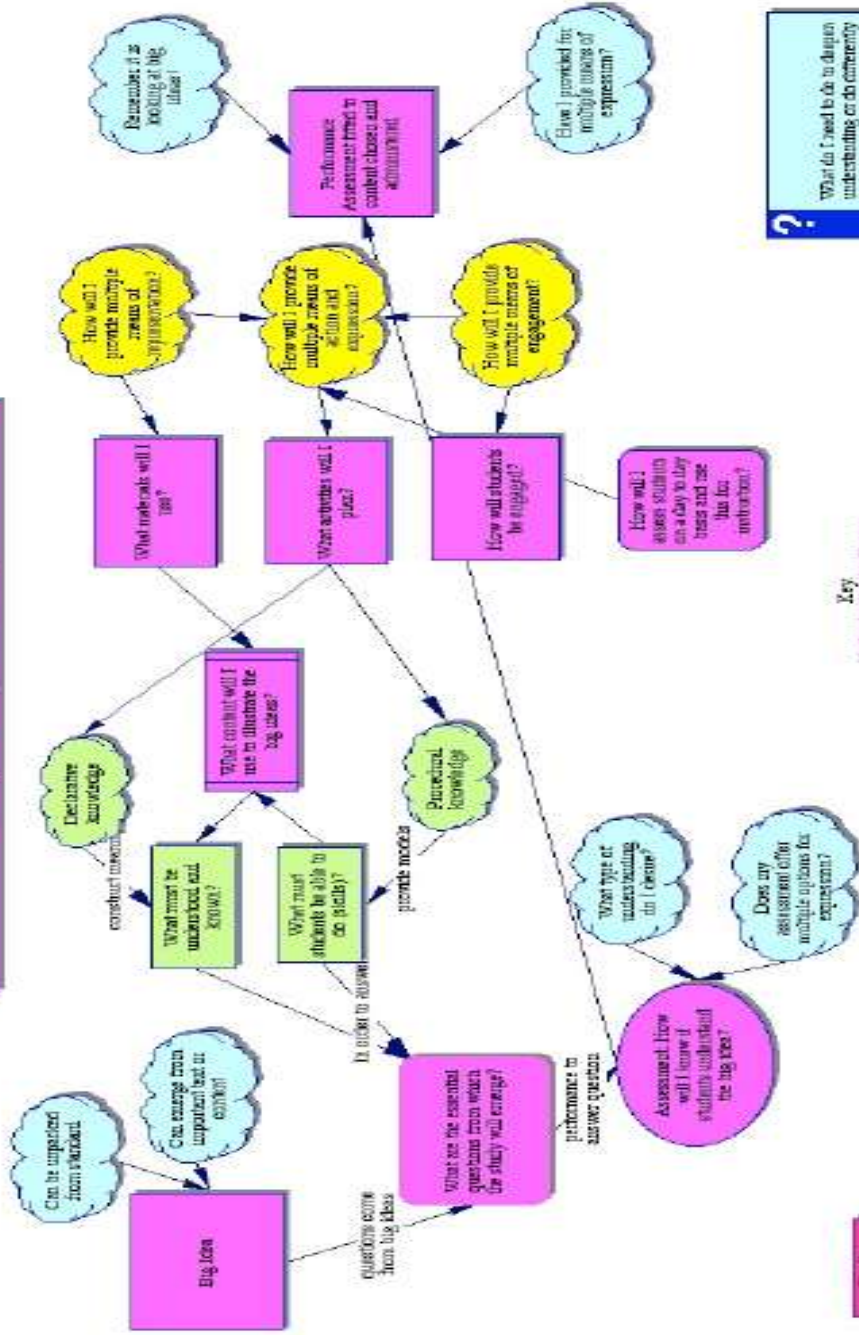 Can be unpacked
from standard
Can emerge from
important text or
content
Big Idea
questions come
from big ideas
What are the essential
questions from which
the study will emerge?
performance to
answer question
Assessment: How
will I know if
students understand
the big idea?
What type of
understanding
do I desire?
Does my
assessment offer
multiple options for
expression?
in order to answer
Declarative
knowledge
construct meani
What must be
understood and
known?
What must
students be able to
do (skills)?
provide models
Procedural
knowledge
What content will I
use to illustrate the
big ideas?
What materials will I
use?
What activities will I
plan?
How will students
be engaged?
How will I
assess students
on a day to day
basis and use
this for
instruction?
How will I
provide multiple
means of
representation?
How will I provide
multiple means of
action and
expression?
How will I provide
multiple means of
engagement?
Remember it is
looking at big
ideas!
Performance
Assessment fitted to
content chosen and
administered
How I provided for
multiple means of
expression?
?
What do I need to do to deepen
understanding or do differently
Key